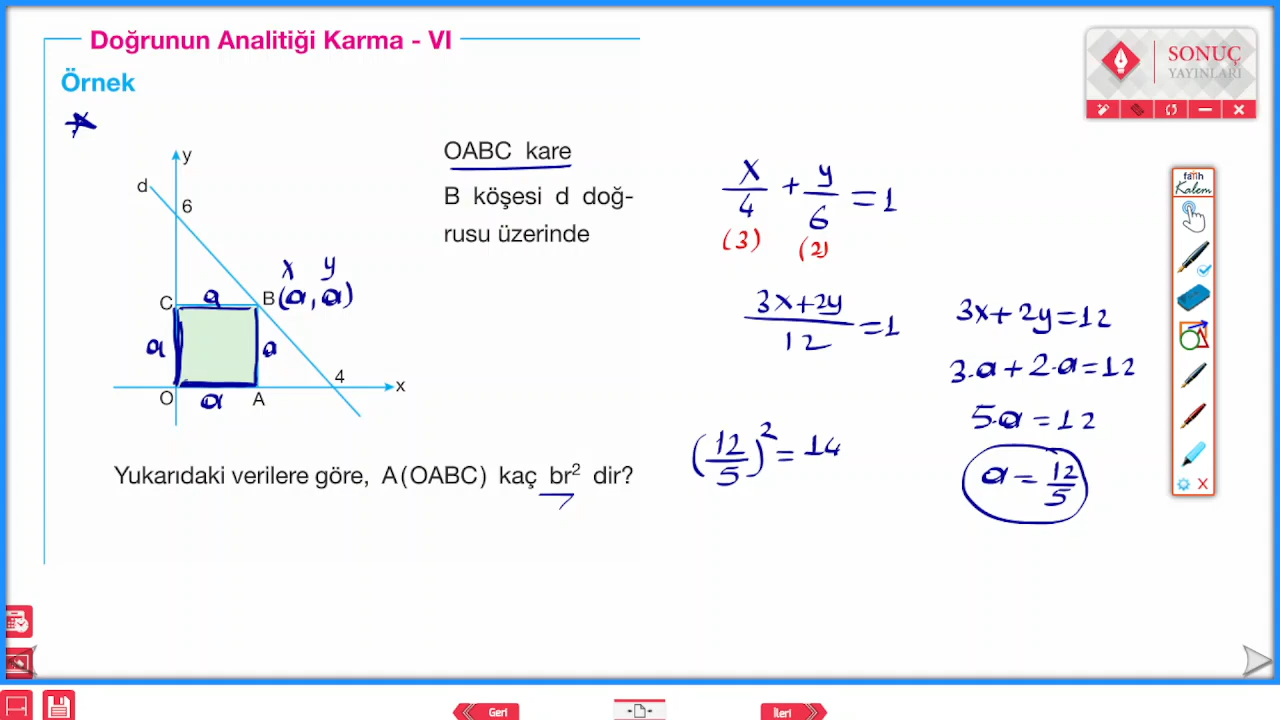 Doğrunun Analitiği Karma - VI
SONUÇ
YAYINLARI
Örnek
y
d
6
x y
C a B (a, a)
a a
4
O a A x
OABC kare
B köşesi d doğ-
rusu üzerinde
x/4 + y/6 = 1
(3) (2)
3x+2y/12 = 1
3x + 2y = 12
3·a + 2·a = 12
5·a = 12
a = 12/5
(12/5)² = 14
Yukarıdaki verilere göre, A(OABC) kaç br² dir?
fatih
Kalem
Geri
İleri